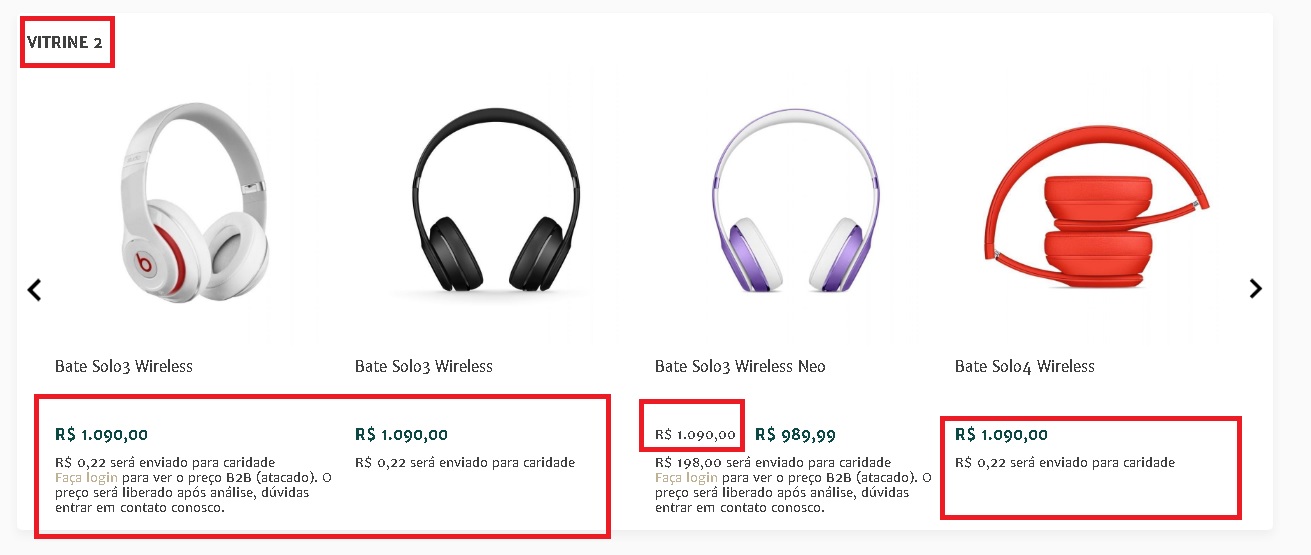 VITRINE 2
b
Bate Solo3 Wireless
R$ 1.090,00
R$ 0,22 será enviado para caridade
Faça login para ver o preço B2B (atacado). O
preço será liberado após análise, dúvidas
entrar em contato conosco.
Bate Solo3 Wireless
R$ 1.090,00
R$ 0,22 será enviado para caridade
Bate Solo3 Wireless Neo
R$ 1.090,00 R$ 989,99
R$ 198,00 será enviado para caridade
Faça login para ver o preço B2B (atacado). O
preço será liberado após análise, dúvidas
entrar em contato conosco.
Bate Solo4 Wireless
R$ 1.090,00
R$ 0,22 será enviado para caridade